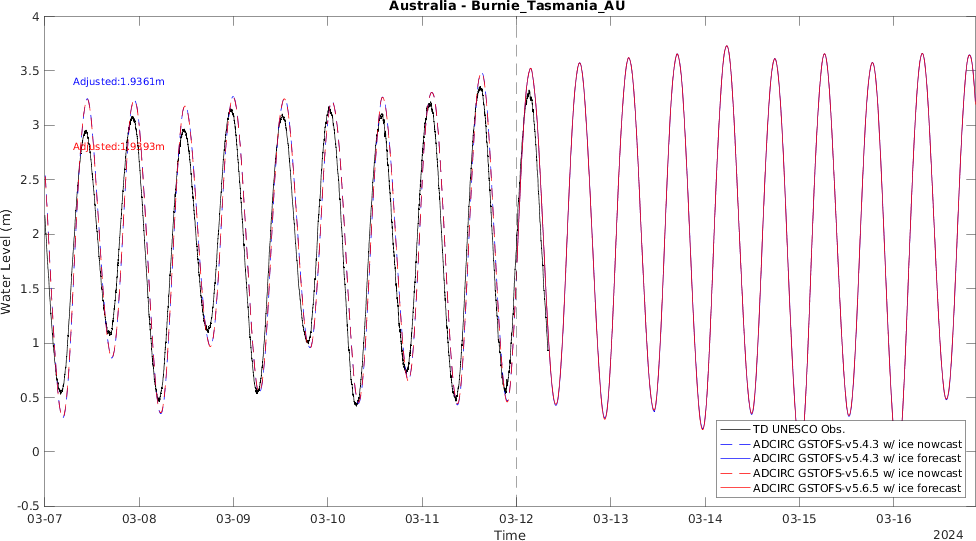 Australia - Burnie_Tasmania_AU
4
3.5
3
2.5
2
1.5
1
0.5
0
-0.5
Water Level (m)
Adjusted:1.9361m
Adjusted:1.9393m
TD UNESCO Obs.
ADCIRC GSTOFS-v5.4.3 w/ ice nowcast
ADCIRC GSTOFS-v5.4.3 w/ ice forecast
ADCIRC GSTOFS-v5.6.5 w/ ice nowcast
ADCIRC GSTOFS-v5.6.5 w/ ice forecast
03-07 03-08 03-09 03-10 03-11 03-12 03-13 03-14 03-15 03-16
Time
2024